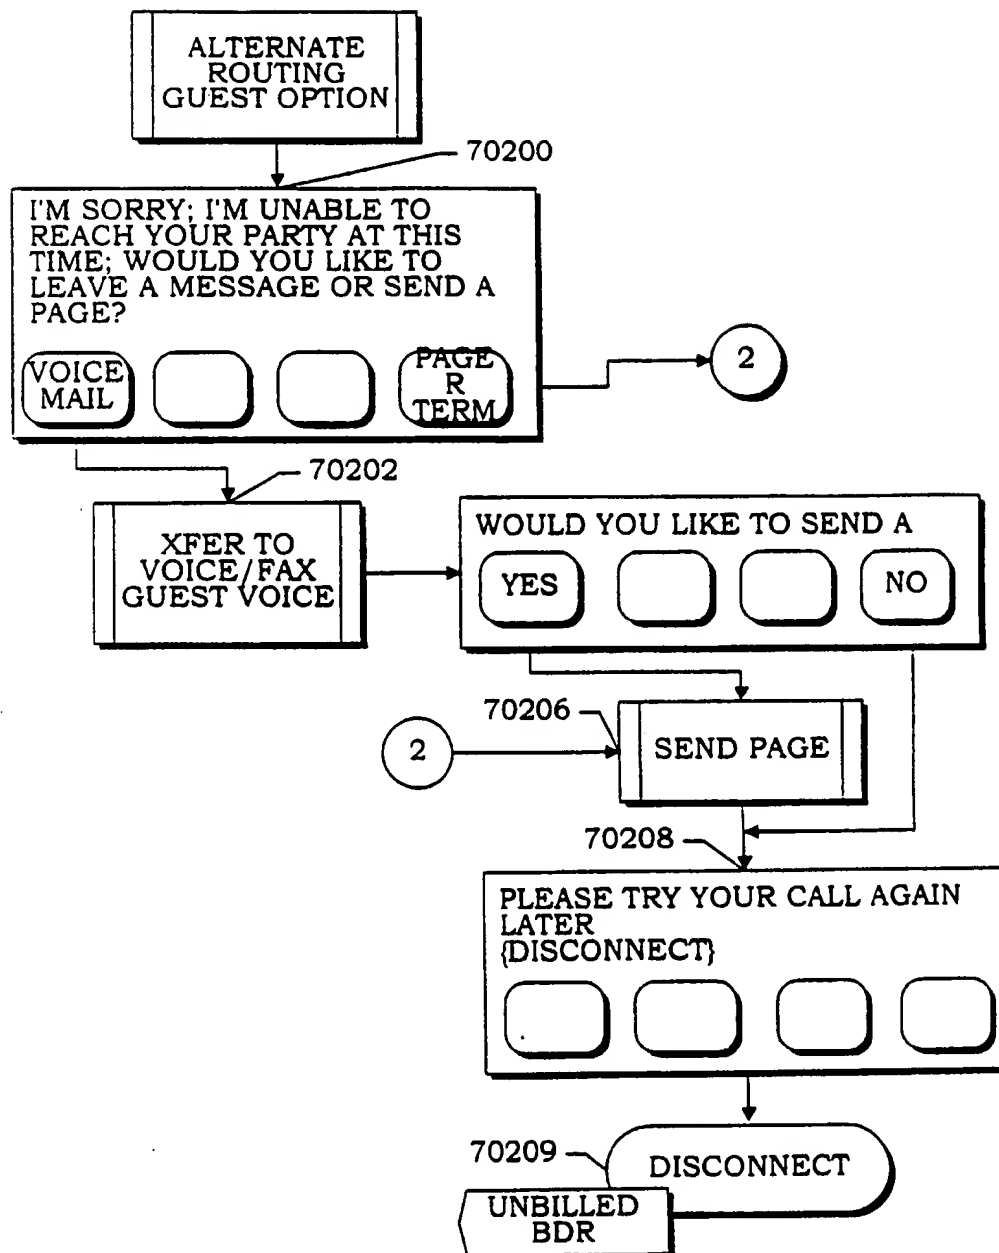 ALTERNATE
ROUTING
GUEST OPTION
70200
I'M SORY; I'M UNABLE TO
REACH YOUR PARTY AT THIS
TIME; WOULD YOU LIKE TO
LEAVE A MESSAGE OR SEND A
PAGE?
VOICE
MAIL
PAGE
R
TERM
2
70202
XFER TO
VOICE/FAX
GUEST VOICE
WOULD YOU LIKE TO SEND A
YES
NO
70206
2
SEND PAGE
70208
PLEASE TRY YOUR CALL AGAIN
LATER
{DISCONNECT}
70209
DISCONNECT
UNBILLED
BDR